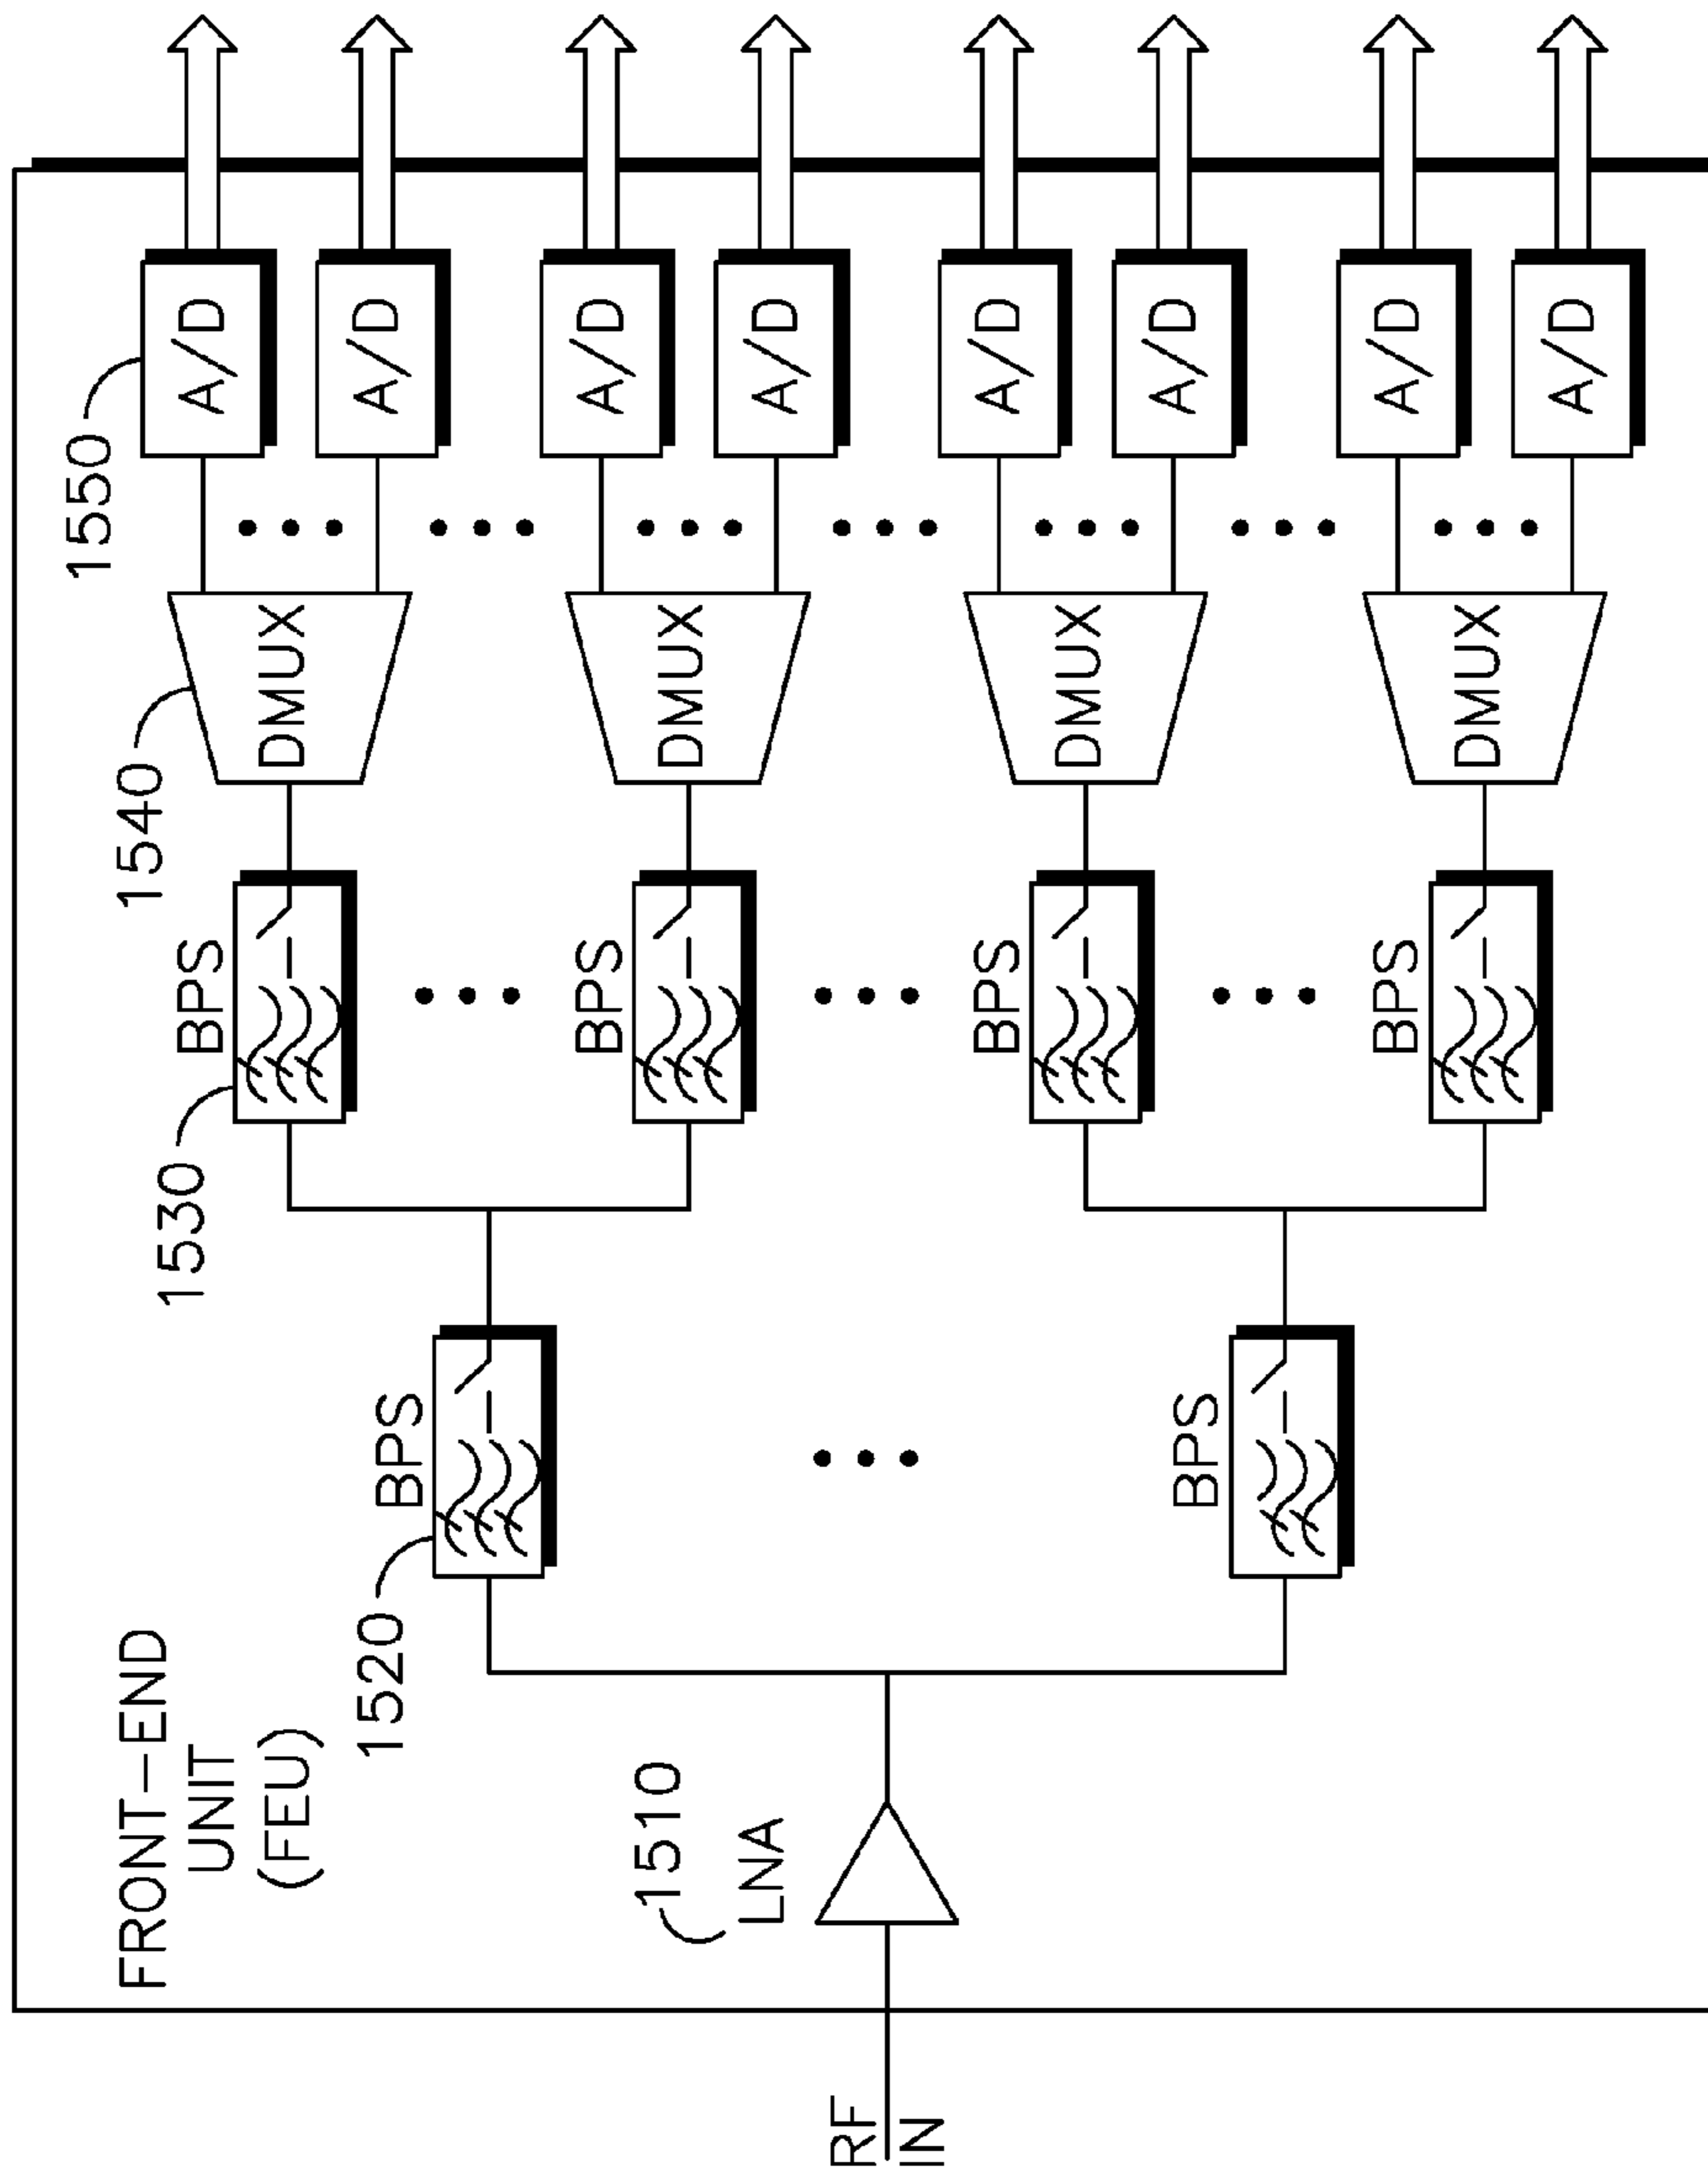 FRONT-END
UNIT
(FEU)
RF
IN
1510
LNA
1520
BPS
BPS
1530
BPS
BPS
BPS
BPS
1540
DMUX
DMUX
DMUX
DMUX
1550
A/D
A/D
A/D
A/D
A/D
A/D
A/D
A/D